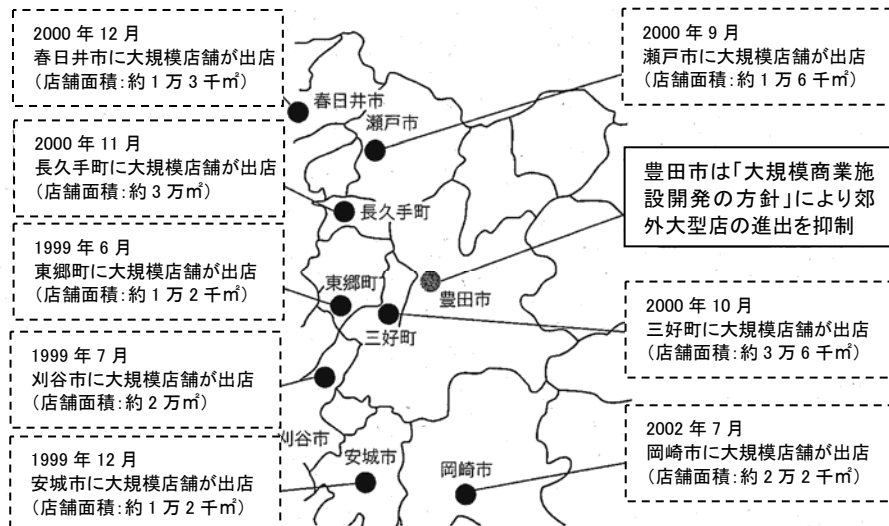 2000 年 12 月
春日井市に大規模店舗が出店
（店舗面積：約１万３千㎡）
2000 年 11 月
長久手町に大規模店舗が出店
（店舗面積：約３万㎡）
1999 年 6 月
東郷町に大規模店舗が出店
（店舗面積：約１万２千㎡）
1999 年 7 月
刈谷市に大規模店舗が出店
（店舗面積：約２万㎡）
1999 年 12 月
安城市に大規模店舗が出店
（店舗面積：約１万２千㎡）
春日井市
瀬戸市
長久手町
東郷町
豊田市
三好町
刈谷市
安城市
岡崎市
2000 年 9 月
瀬戸市に大規模店舗が出店
（店舗面積：約１万６千㎡）
豊田市は「大規模商業施
設開発の方針」により郊
外大型店の進出を抑制
2000 年 10 月
三好町に大規模店舗が出店
（店舗面積：約３万６千㎡）
2002 年 7 月
岡崎市に大規模店舗が出店
（店舗面積：約２万２千㎡）